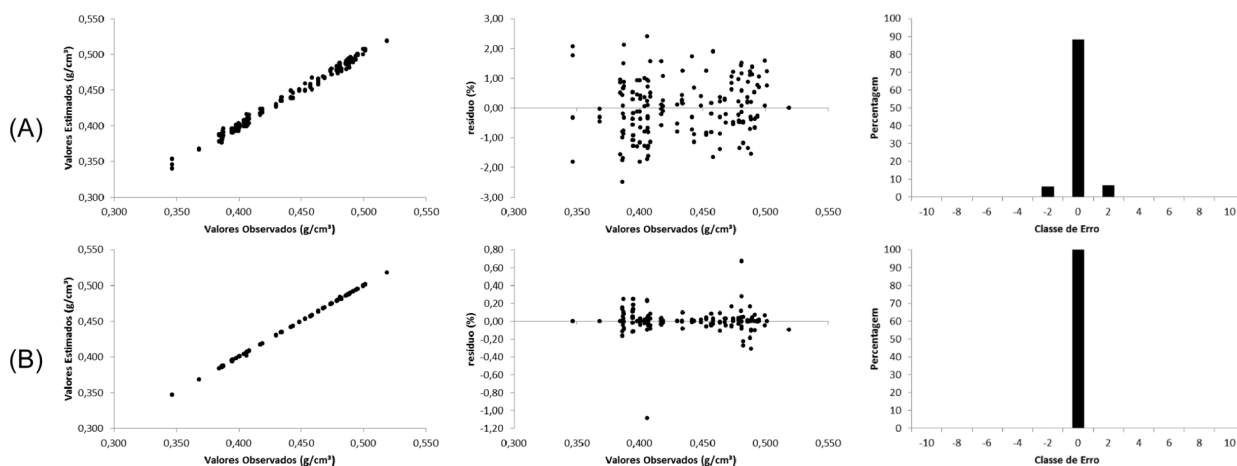 (A)
Valores Estimados (g/cm³)
0,550
0,500
0,450
0,400
0,350
0,300
0,300 0,350 0,400 0,450 0,500 0,550
Valores Observados (g/cm³)
resíduo (%)
3,00
2,00
1,00
0,00
-1,00
-2,00
-3,00
0,300 0,350 0,400 0,450 0,500 0,550
Valores Observados (g/cm³)
Percentagem
100
90
80
70
60
50
40
30
20
10
0
-10 -8 -6 -4 -2 0 2 4 6 8 10
Classe de Erro
(B)
Valores Estimados (g/cm³)
0,550
0,500
0,450
0,400
0,350
0,300
0,300 0,350 0,400 0,450 0,500 0,550
Valores Observados (g/cm³)
resíduo (%)
0,80
0,60
0,40
0,20
0,00
-0,20
-0,40
-0,60
-0,80
-1,00
-1,20
0,300 0,350 0,400 0,450 0,500 0,550
Valores Observados (g/cm³)
Percentagem
100
90
80
70
60
50
40
30
20
10
0
-10 -8 -6 -4 -2 0 2 4 6 8 10
Classe de Erro